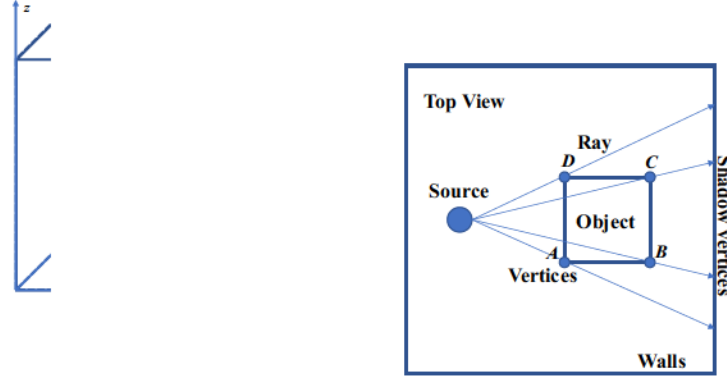 z
Top View
Ray
D
C
Source
Object
A
B
Vertices
Shadow Vertices
Walls